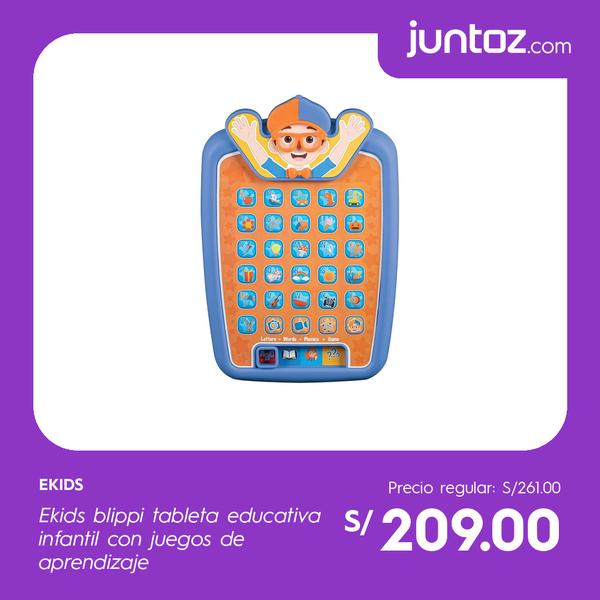 juntoz.com
Letters • Words • Phonics • Game
EKIDS
Ekids blippi tableta educativa
infantil con juegos de
aprendizaje
Precio regular: S/261.00
S/ 209.00